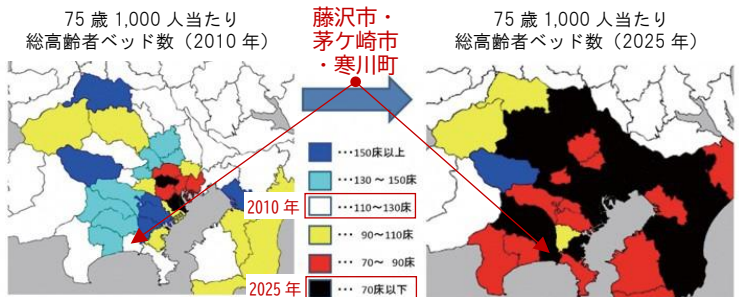 75 歳 1,000 人当たり
総高齢者ベッド数（2010 年）
藤沢市・
茅ケ崎市
・寒川町
75 歳 1,000 人当たり
総高齢者ベッド数（2025 年）
･･･150床以上
･･･130 ～ 150床
2010 年
･･･110～130床
･･･ 90～110床
･･･ 70～ 90床
2025 年
･･･ 70床以下